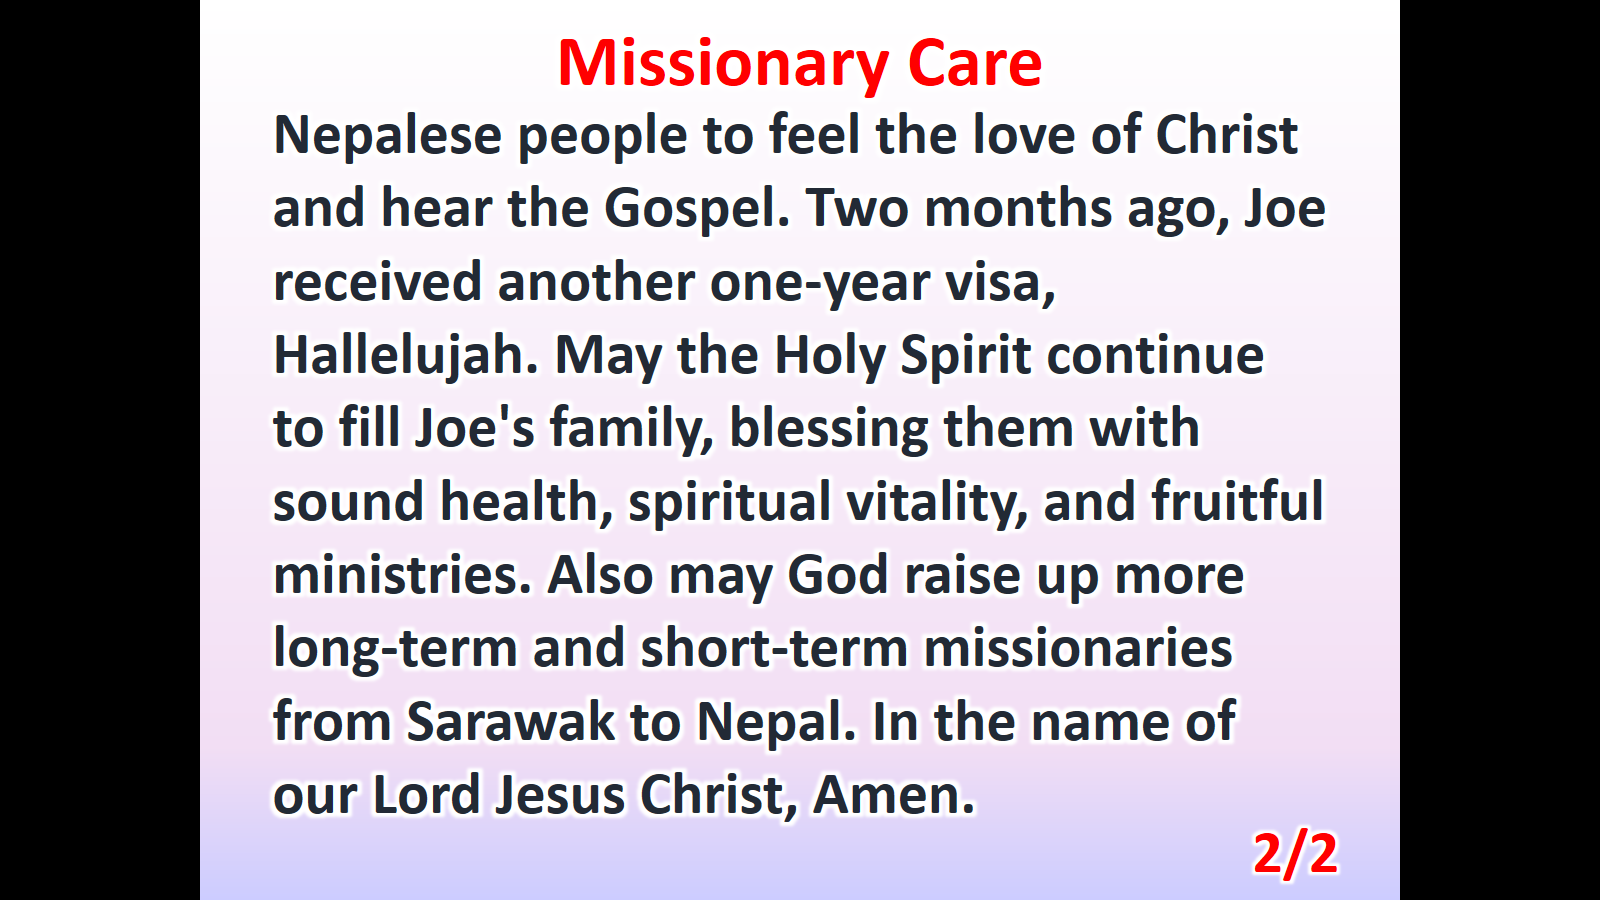 Missionary Care
Nepalese people to feel the love of Christ
and hear the Gospel. Two months ago, Joe
received another one-year visa,
Hallelujah. May the Holy Spirit continue
to fill Joe's family, blessing them with
sound health, spiritual vitality, and fruitful
ministries. Also may God raise up more
long-term and short-term missionaries
from Sarawak to Nepal. In the name of
our Lord Jesus Christ, Amen.
2/2